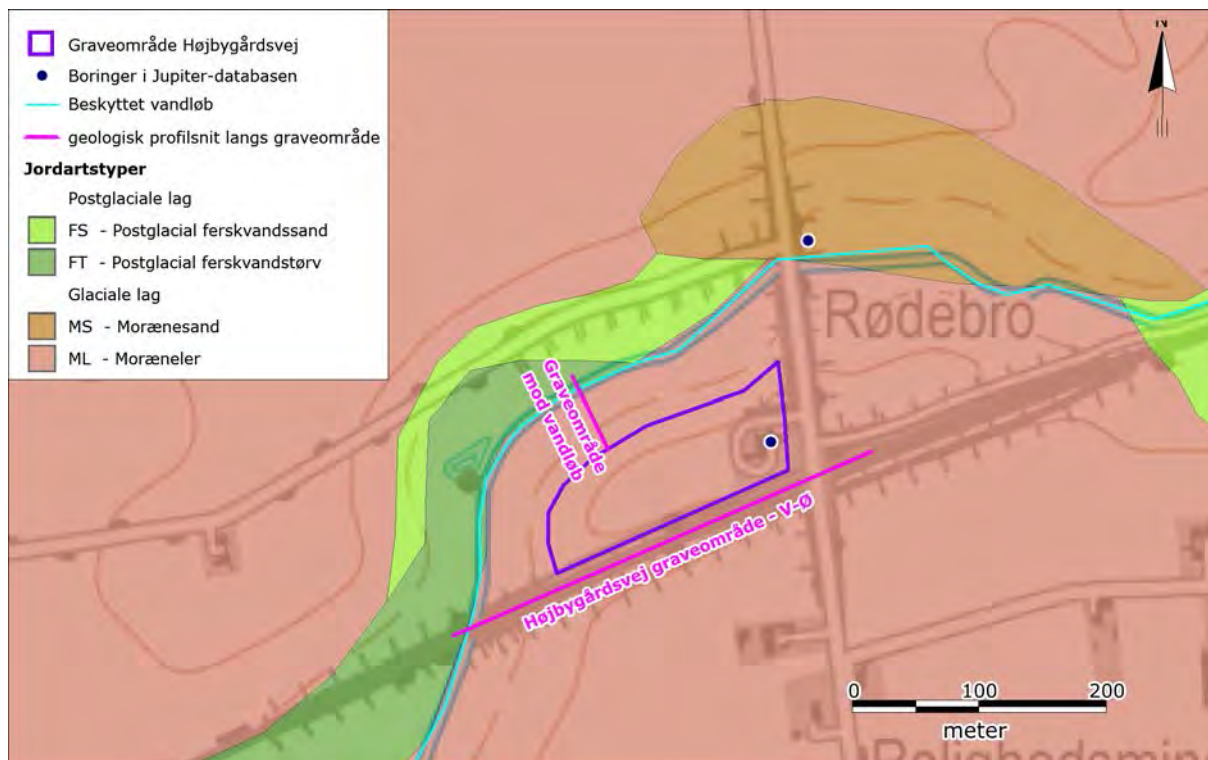 Graveområde Højbygårdsvej
Boringer i Jupiter-databasen
Beskyttet vandløb
geologisk profilsnit langs graveområde
Jordartstyper
Postglaciale lag
FS - Postglacial ferskvandssand
FT - Postglacial ferskvandstørv
Glaciale lag
MS - Morænesand
ML - Moræneler
N
Rødebro
Graveområde
mod vandløb
Højbygårdsvej graveområde - V-Ø
0 100 200
meter